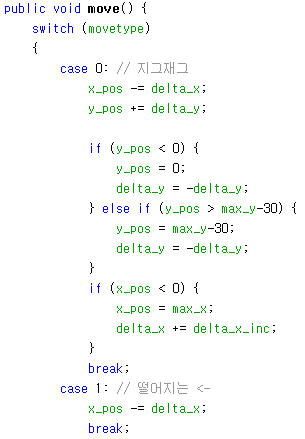 public void move() {
switch (movetype)
{
case 0: // 지그재그
x_pos -= delta_x;
y_pos += delta_y;
if (y_pos < 0) {
y_pos = 0;
delta_y = -delta_y;
} else if (y_pos > max_y-30) {
y_pos = max_y-30;
delta_y = -delta_y;
}
if (x_pos < 0) {
x_pos = max_x;
delta_x += delta_x_inc;
}
break;
case 1: // 떨어지는 <-
x_pos -= delta_x;
break;